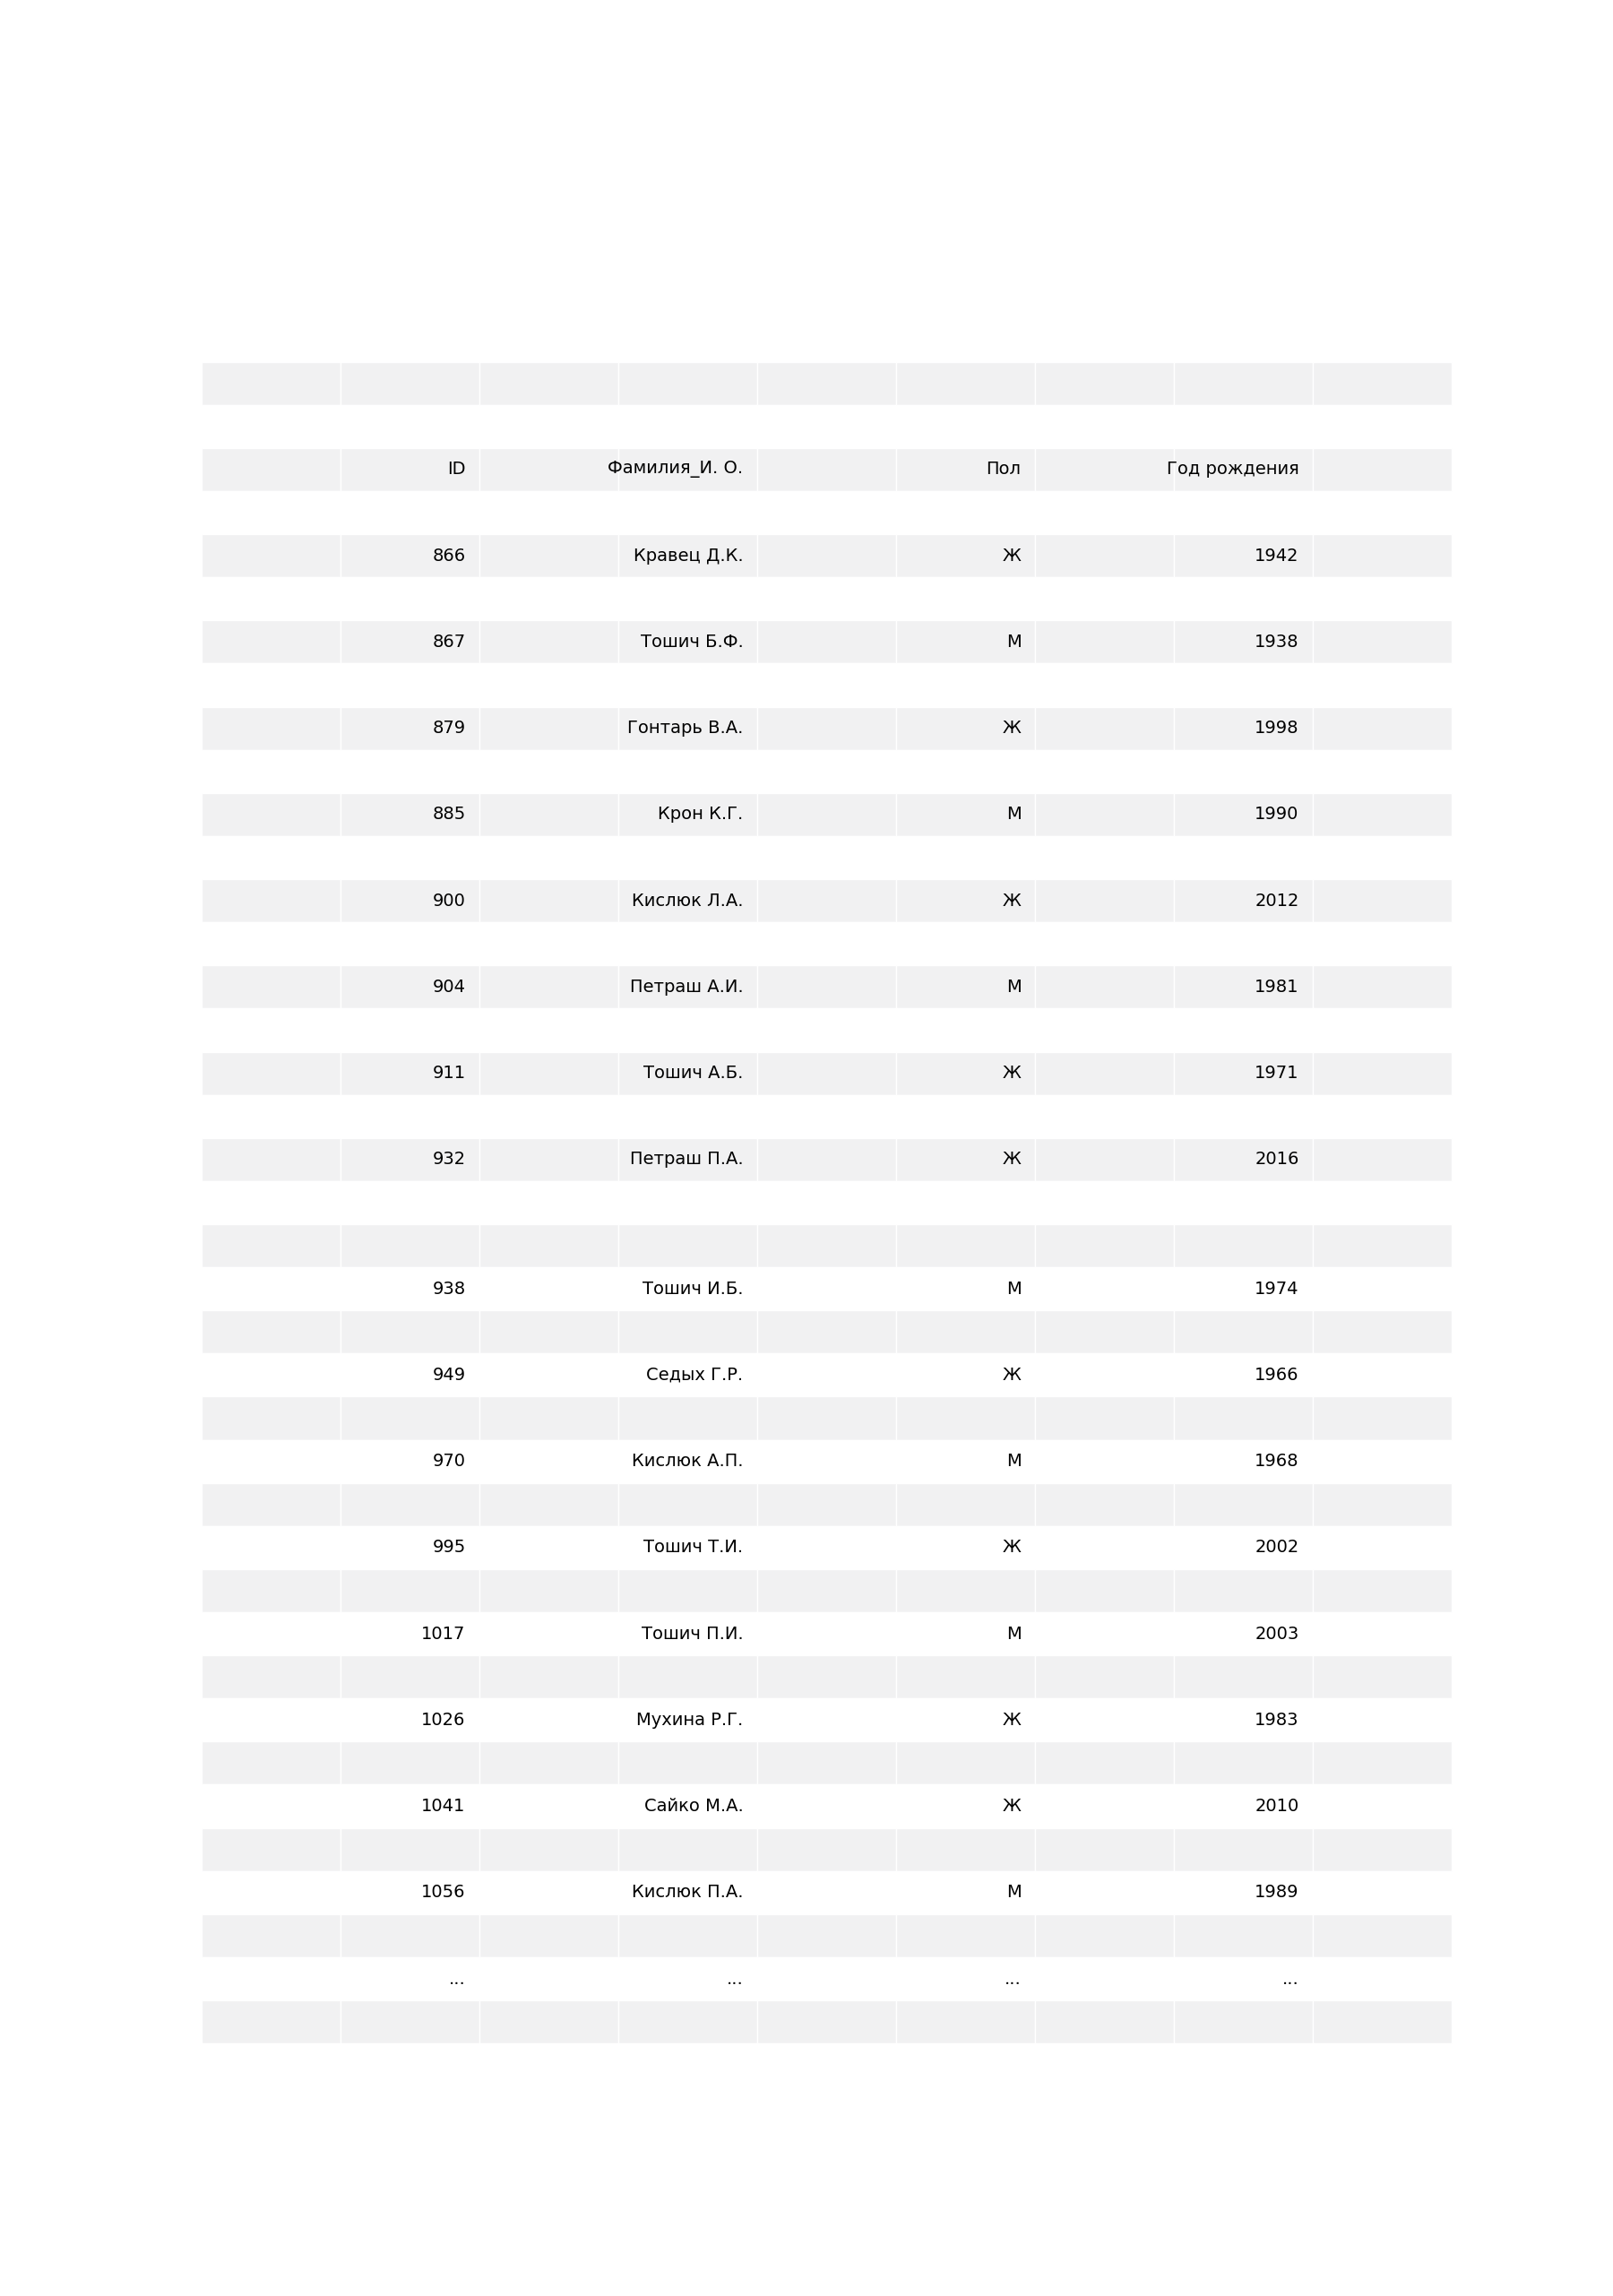 ID Фамилия_И. О. Пол Год рождения
866 Кравец Д.К. Ж 1942
867 Тошич Б.Ф. М 1938
879 Гонтарь В.А. Ж 1998
885 Крон К.Г. М 1990
900 Кислюк Л.А. Ж 2012
904 Петраш А.И. М 1981
911 Тошич А.Б. Ж 1971
932 Петраш П.А. Ж 2016
938 Тошич И.Б. М 1974
949 Седых Г.Р. Ж 1966
970 Кислюк А.П. М 1968
995 Тошич Т.И. Ж 2002
1017 Тошич П.И. М 2003
1026 Мухина Р.Г. Ж 1983
1041 Сайко М.А. Ж 2010
1056 Кислюк П.А. М 1989
... ... ... ...